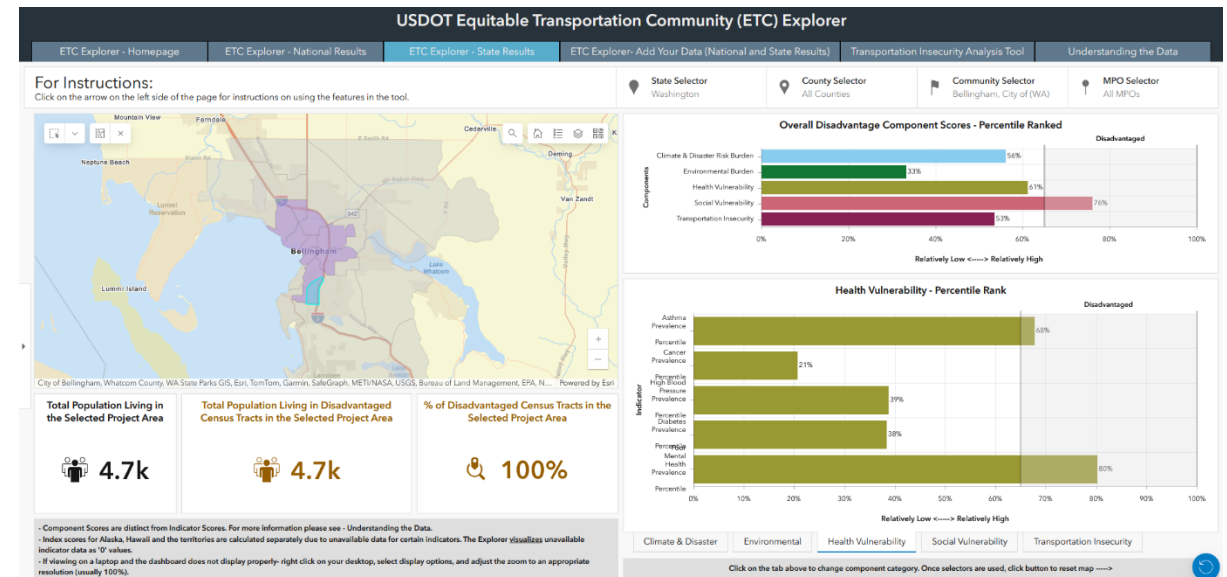 USDOT Equitable Transportation Community (ETC) Explorer
ETC Explorer - Homepage
ETC Explorer - National Results
ETC Explorer - State Results
ETC Explorer- Add Your Data (National and State Results)
Transportation Insecurity Analysis Tool
Understanding the Data
For Instructions:
Click on the arrow on the left side of the page for instructions on using the features in the tool.
State Selector
Washington
County Selector
All Counties
Community Selector
Bellingham, City of (WA)
MPO Selector
All MPOs
Mountain View
Ferndale
Cedarville
K
Deming
Neptune Beach
Van Zandt
Lummi
Reservation
542
Bellingham
Lake
Whatcom
Lummi Island
+
−
City of Bellingham, Whatcom County, WA State Parks GIS, Esri, TomTom, Garmin, SafeGraph, METI/NASA, USGS, Bureau of Land Management, EPA, N...
Powered by Esri
Total Population Living in
the Selected Project Area
4.7k
Total Population Living in Disadvantaged
Census Tracts in the Selected Project Area
4.7k
% of Disadvantaged Census Tracts in the
Selected Project Area
100%
- Component Scores are distinct from Indicator Scores. For more information please see - Understanding the Data.
- Index scores for Alaska, Hawaii and the territories are calculated separately due to unavailable data for certain indicators. The Explorer visualizes unavailable
indicator data as '0' values.
- If viewing on a laptop and the dashboard does not display properly- right click on your desktop, select display options, and adjust the zoom to an appropriate
resolution (usually 100%).
Overall Disadvantage Component Scores - Percentile Ranked
Disadvantaged
Components
Climate & Disaster Risk Burden
56%
Environmental Burden
33%
Health Vulnerability
61%
Social Vulnerability
76%
Transportation Insecurity
53%
0%
20%
40%
60%
80%
100%
Relatively Low <-----> Relatively High
Health Vulnerability - Percentile Rank
Disadvantaged
Indicator
Asthma
Prevalence
Percentile
68%
Cancer
Prevalence
Percentile
21%
High Blood
Pressure
Prevalence
Percentile
39%
Diabetes
Prevalence
Percentile
38%
Poor
Mental
Health
Prevalence
Percentile
80%
0%
10%
20%
30%
40%
50%
60%
70%
80%
90%
100%
Relatively Low <-----> Relatively High
Climate & Disaster
Environmental
Health Vulnerability
Social Vulnerability
Transportation Insecurity
Click on the tab above to change component category. Once selectors are used, click button to reset map ----->